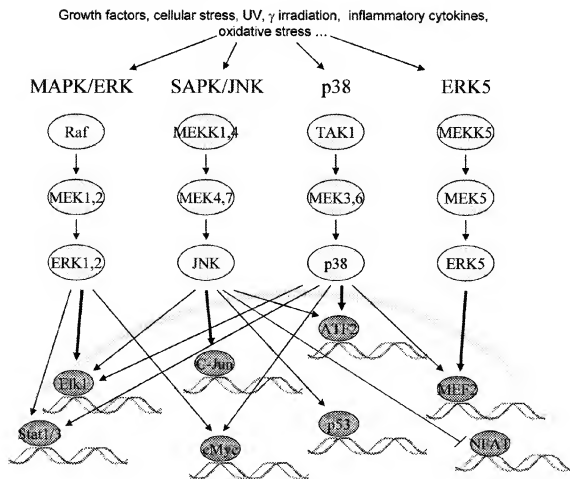 Growth factors, cellular stress, UV, γ irradiation, inflammatory cytokines,
oxidative stress ...
MAPK/ERK SAPK/JNK p38 ERK5
Raf MEKK1,4 TAK1 MEKK5
MEK1,2 MEK4,7 MEK3,6 MEK5
ERK1,2 JNK p38 ERK5
ATF2
C-Jun
Elk1 MEF2
Stat1/3 cMyc p53 NFAT